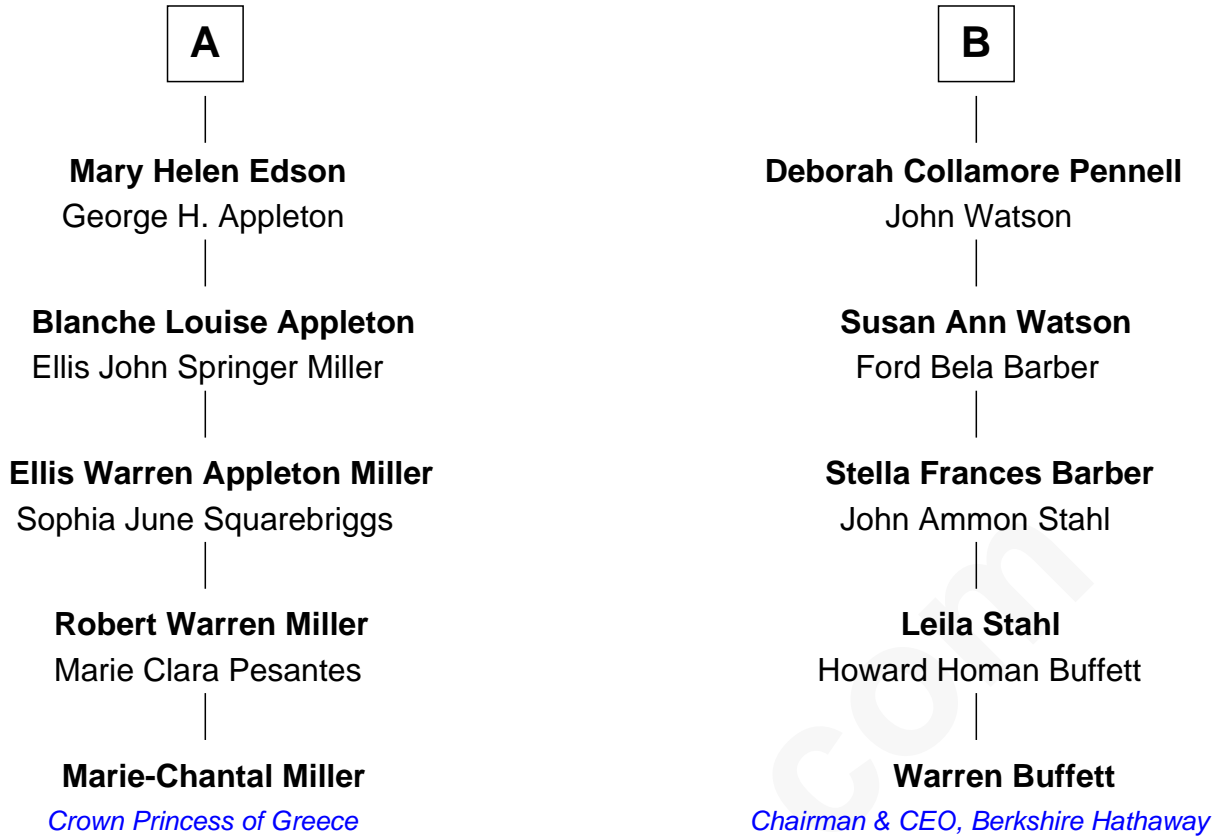 A
Mary Helen Edson
George H. Appleton
Blanche Louise Appleton
Ellis John Springer Miller
Ellis Warren Appleton Miller
Sophia June Squarebriggs
Robert Warren Miller
Marie Clara Pesantes
Marie-Chantal Miller
Crown Princess of Greece
B
Deborah Collamore Pennell
John Watson
Susan Ann Watson
Ford Bela Barber
Stella Frances Barber
John Ammon Stahl
Leila Stahl
Howard Homan Buffett
Warren Buffett
Chairman & CEO, Berkshire Hathaway
com